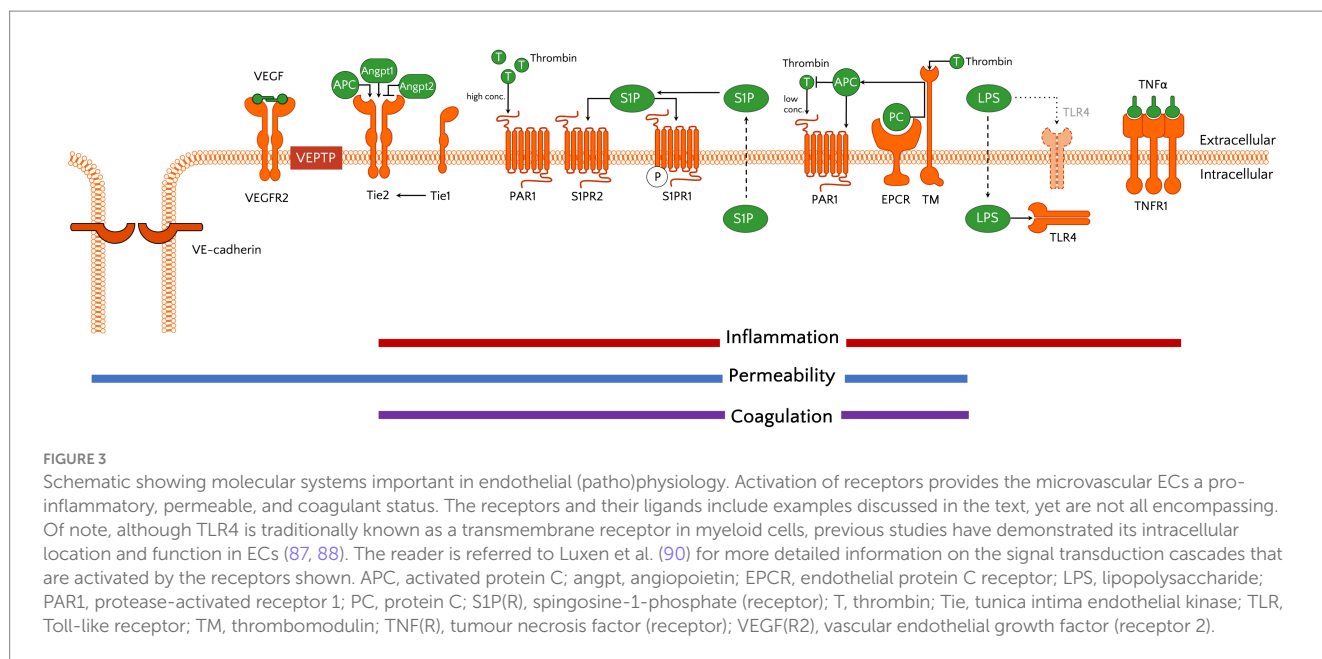 VEGF
APC
Angpt1
Angpt2
VEPTP
VEGFR2
Tie2
Tie1
VE-cadherin
T
T
T
Thrombin
high conc.
PAR1
S1PR2
S1P
S1P
P
S1PR1
S1P
Thrombin
T
low
conc.
APC
PAR1
PC
EPCR
TM
T
Thrombin
LPS
LPS
TLR4
TLR4
TNFα
TNFR1
Extracellular
Intracellular
Inflammation
Permeability
Coagulation
FIGURE 3
Schematic showing molecular systems important in endothelial (patho)physiology. Activation of receptors provides the microvascular ECs a pro-
inflammatory, permeable, and coagulant status. The receptors and their ligands include examples discussed in the text, yet are not all encompassing.
Of note, although TLR4 is traditionally known as a transmembrane receptor in myeloid cells, previous studies have demonstrated its intracellular
location and function in ECs (87, 88). The reader is referred to Luxen et al. (90) for more detailed information on the signal transduction cascades that
are activated by the receptors shown. APC, activated protein C; angpt, angiopoietin; EPCR, endothelial protein C receptor; LPS, lipopolysaccharide;
PAR1, protease-activated receptor 1; PC, protein C; S1P(R), spingosine-1-phosphate (receptor); T, thrombin; Tie, tunica intima endothelial kinase; TLR,
Toll-like receptor; TM, thrombomodulin; TNF(R), tumour necrosis factor (receptor); VEGF(R2), vascular endothelial growth factor (receptor 2).